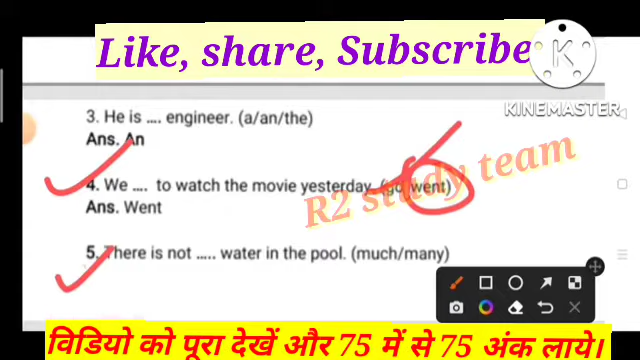 Like, share, Subscribe
K
KINEMASTER
3. He is .... engineer. (a/an/the)
Ans. An
4. We .... to watch the movie yesterday. (go/went)
Ans. Went
R2 study team
5. There is not ..... water in the pool. (much/many)
विडियो को पूरा देखें और 75 में से 75 अंक लाये।